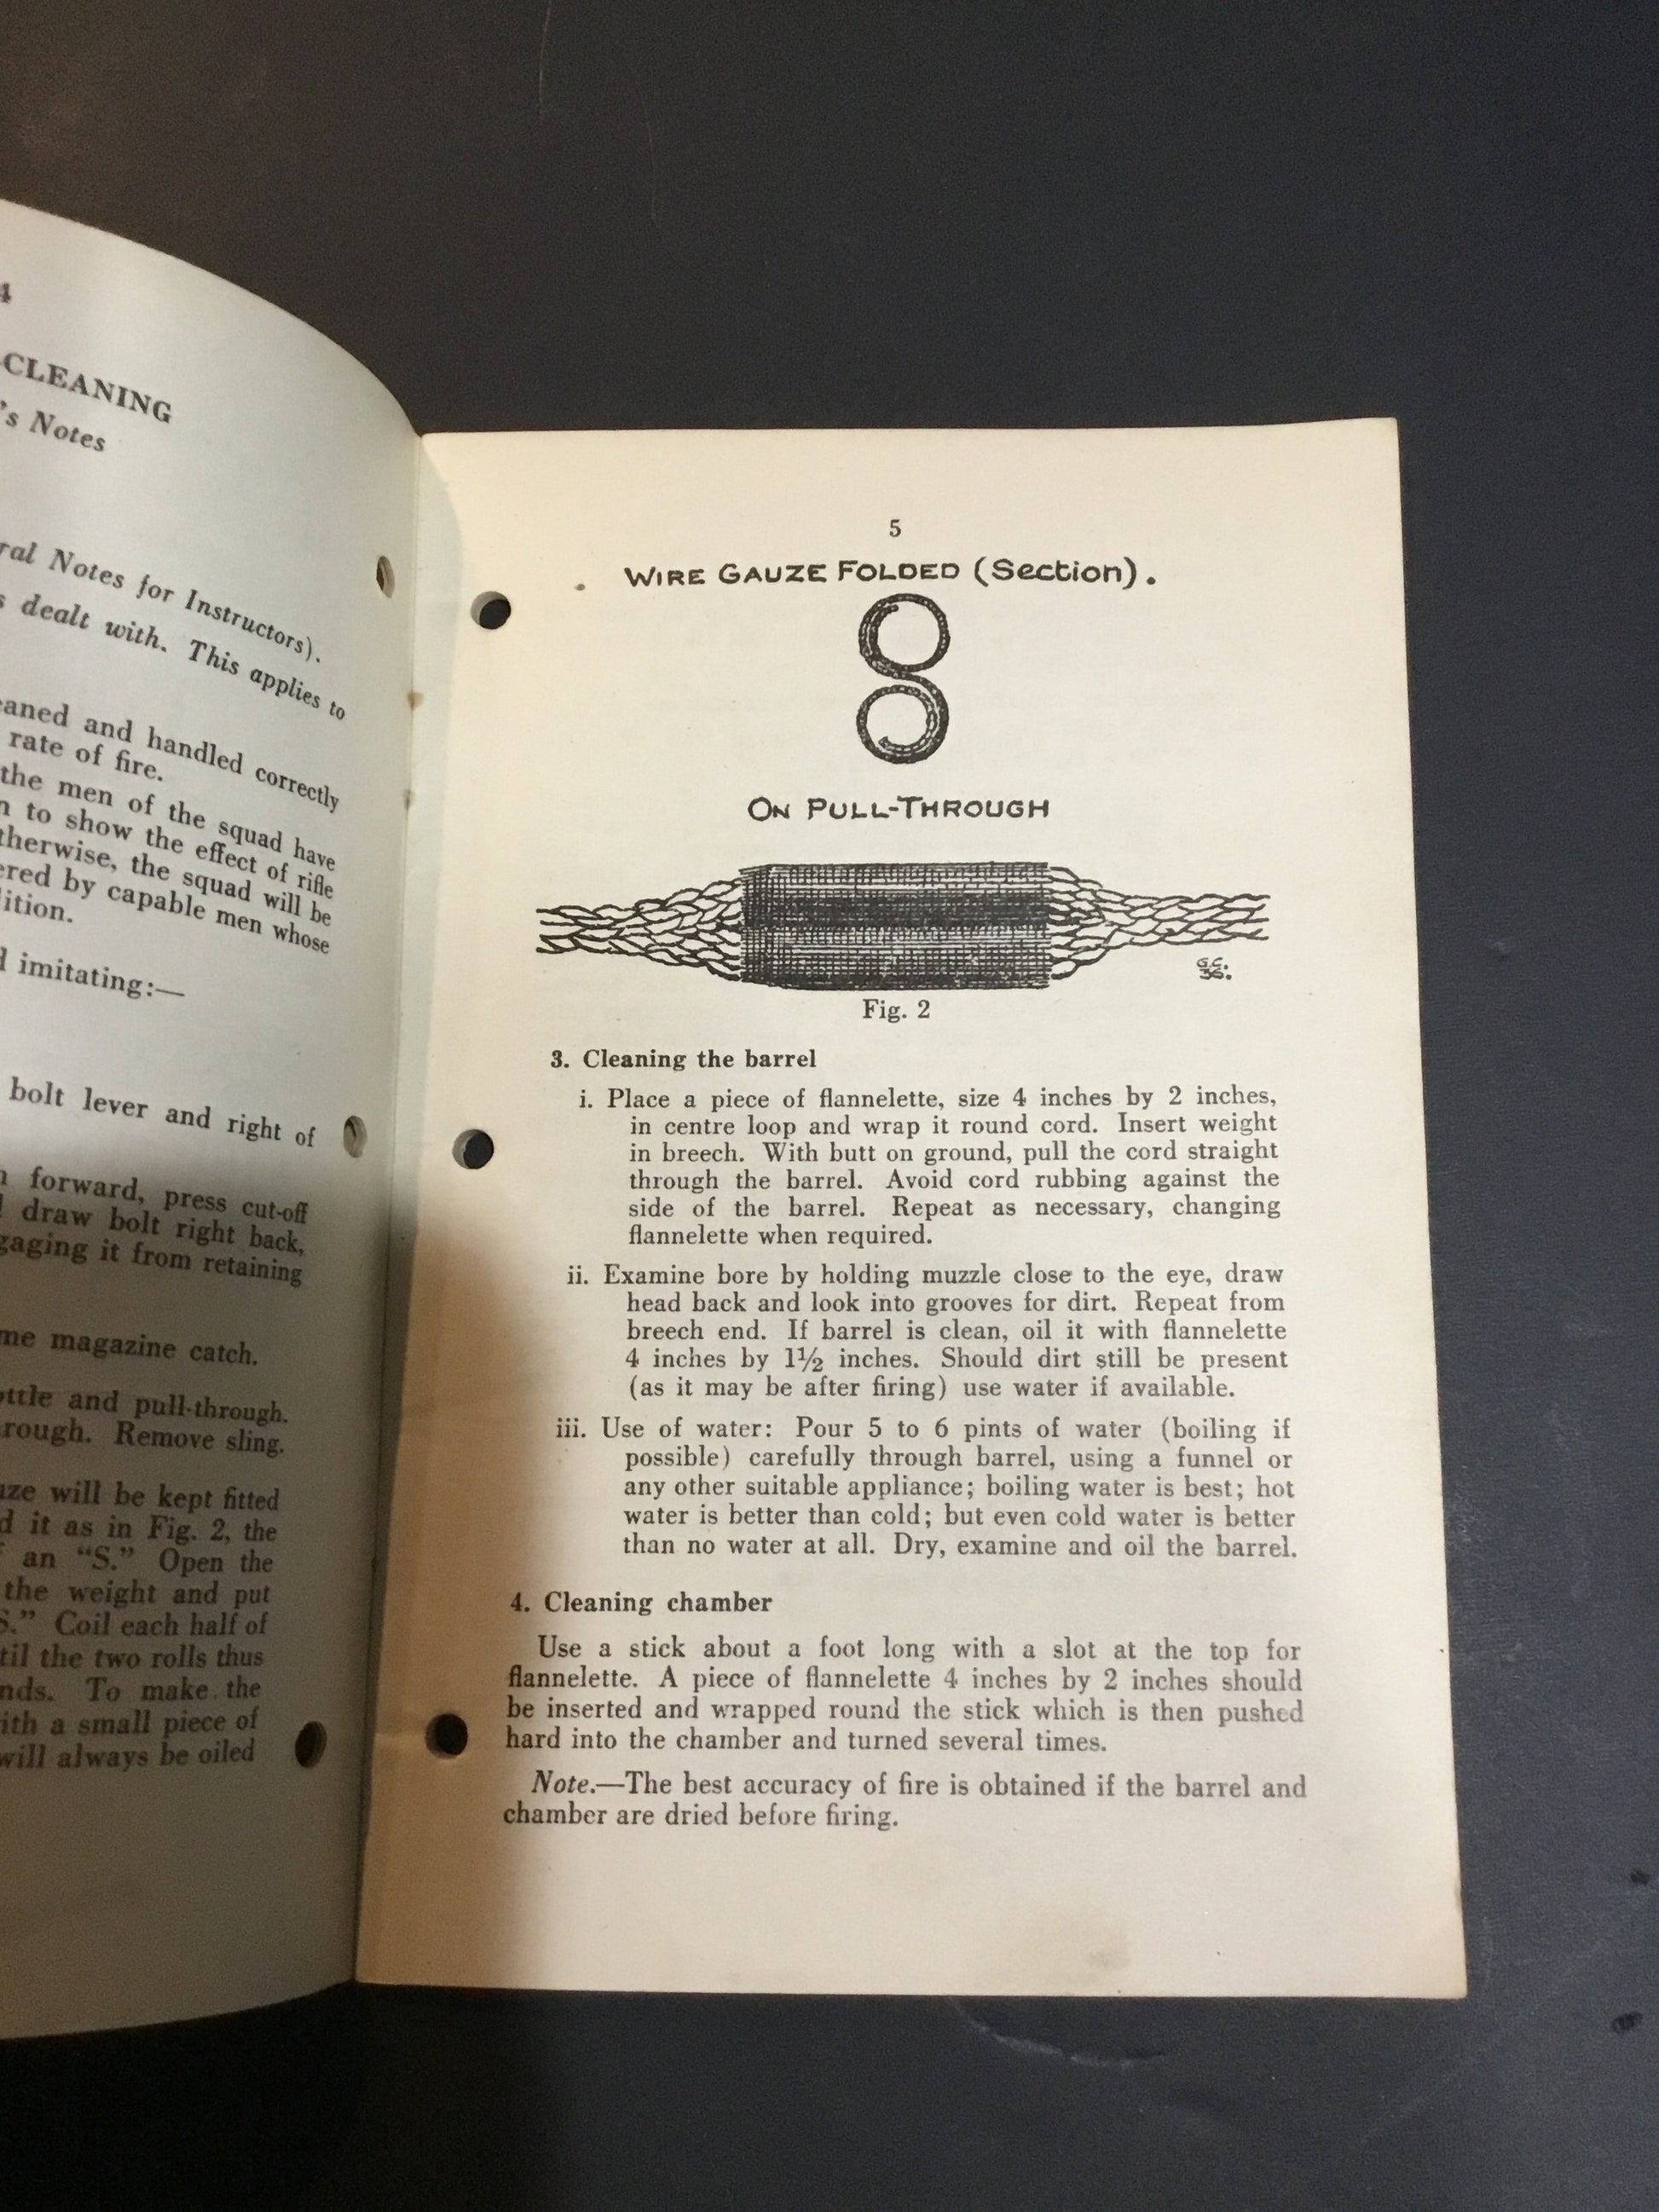 4
CLEANING
's Notes
ral Notes for Instructors).
s dealt with. This applies to
eaned and handled correctly
rate of fire.
the men of the squad have
n to show the effect of rifle
therwise, the squad will be
ered by capable men whose
lition.
d imitating:—
bolt lever and right of
n forward, press cut-off
draw bolt right back,
gaging it from retaining
me magazine catch.
ottle and pull-through.
rough. Remove sling.
uze will be kept fitted
d it as in Fig. 2, the
an "S." Open the
the weight and put
S." Coil each half of
til the two rolls thus
nds. To make the
ith a small piece of
will always be oiled
5
WIRE GAUZE FOLDED (Section).
ON PULL-THROUGH
G.C.
36.
Fig. 2
3. Cleaning the barrel
i. Place a piece of flannelette, size 4 inches by 2 inches,
in centre loop and wrap it round cord. Insert weight
in breech. With butt on ground, pull the cord straight
through the barrel. Avoid cord rubbing against the
side of the barrel. Repeat as necessary, changing
flannelette when required.
ii. Examine bore by holding muzzle close to the eye, draw
head back and look into grooves for dirt. Repeat from
breech end. If barrel is clean, oil it with flannelette
4 inches by 1½ inches. Should dirt still be present
(as it may be after firing) use water if available.
iii. Use of water: Pour 5 to 6 pints of water (boiling if
possible) carefully through barrel, using a funnel or
any other suitable appliance; boiling water is best; hot
water is better than cold; but even cold water is better
than no water at all. Dry, examine and oil the barrel.
4. Cleaning chamber
Use a stick about a foot long with a slot at the top for
flannelette. A piece of flannelette 4 inches by 2 inches should
be inserted and wrapped round the stick which is then pushed
hard into the chamber and turned several times.
Note.—The best accuracy of fire is obtained if the barrel and
chamber are dried before firing.